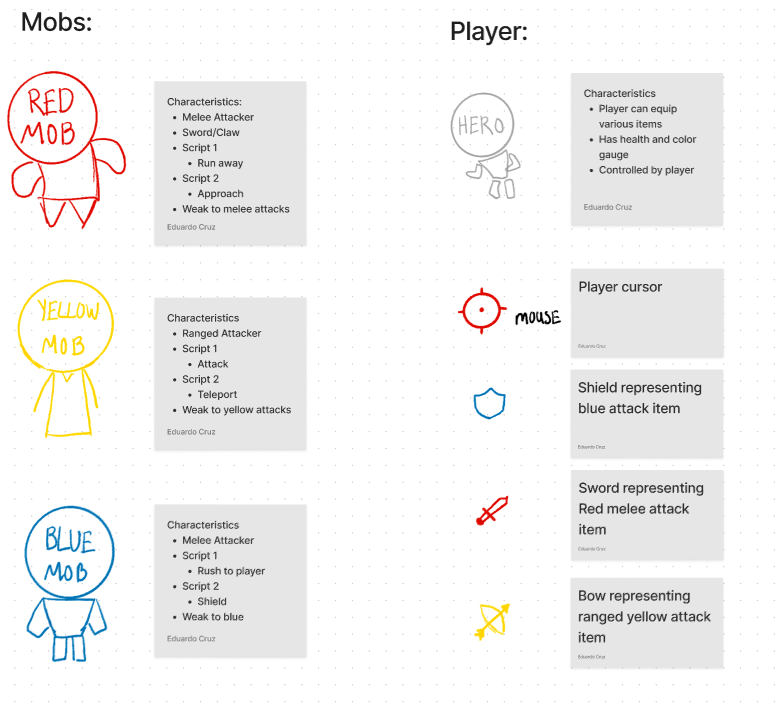 Mobs:
RED
MOB
Characteristics:
• Melee Attacker
• Sword/Claw
• Script 1
• Run away
• Script 2
• Approach
• Weak to melee attacks
Eduardo Cruz
YELLOW
MOB
Characteristics
• Ranged Attacker
• Script 1
• Attack
• Script 2
• Teleport
• Weak to yellow attacks
Eduardo Cruz
BLUE
MOB
Characteristics
• Melee Attacker
• Script 1
• Rush to player
• Script 2
• Shield
• Weak to blue
Eduardo Cruz
Player:
HERO
Characteristics
• Player can equip
various items
• Has health and color
gauge
• Controlled by player
Eduardo Cruz
MOUSE
Player cursor
Eduardo Cruz
Shield representing
blue attack item
Eduardo Cruz
Sword representing
Red melee attack
item
Eduardo Cruz
Bow representing
ranged yellow attack
item
Eduardo Cruz